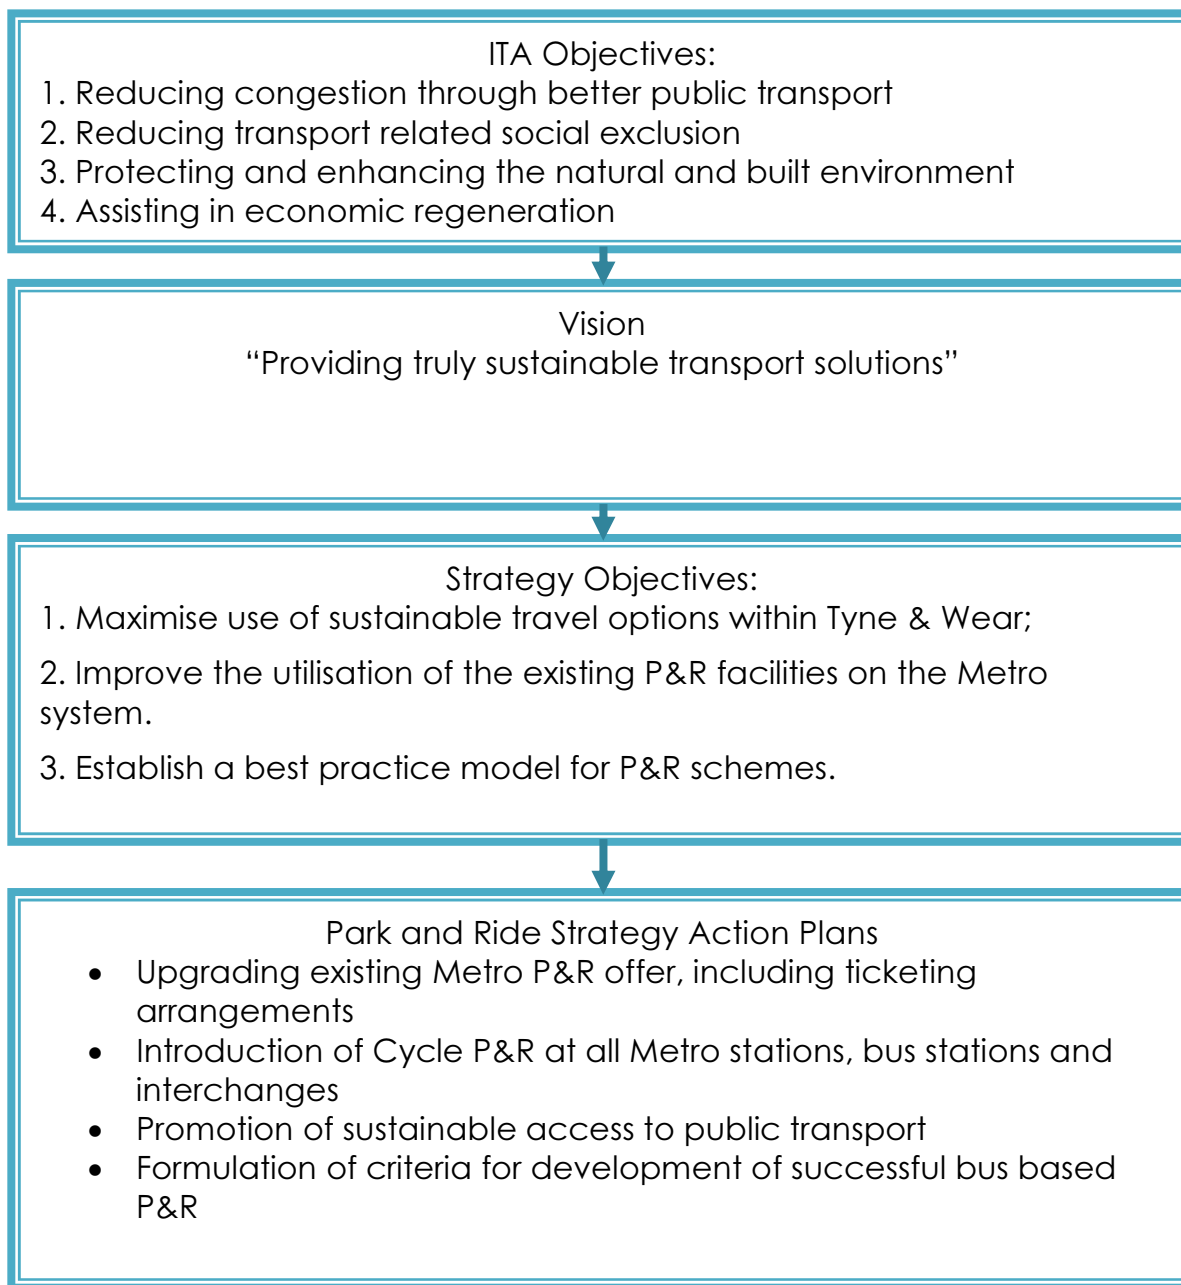 ITA Objectives:
1. Reducing congestion through better public transport
2. Reducing transport related social exclusion
3. Protecting and enhancing the natural and built environment
4. Assisting in economic regeneration
Vision
“Providing truly sustainable transport solutions”
Strategy Objectives:
1. Maximise use of sustainable travel options within Tyne & Wear;
2. Improve the utilisation of the existing P&R facilities on the Metro
system.
3. Establish a best practice model for P&R schemes.
Park and Ride Strategy Action Plans
• Upgrading existing Metro P&R offer, including ticketing
arrangements
• Introduction of Cycle P&R at all Metro stations, bus stations and
interchanges
• Promotion of sustainable access to public transport
• Formulation of criteria for development of successful bus based
P&R